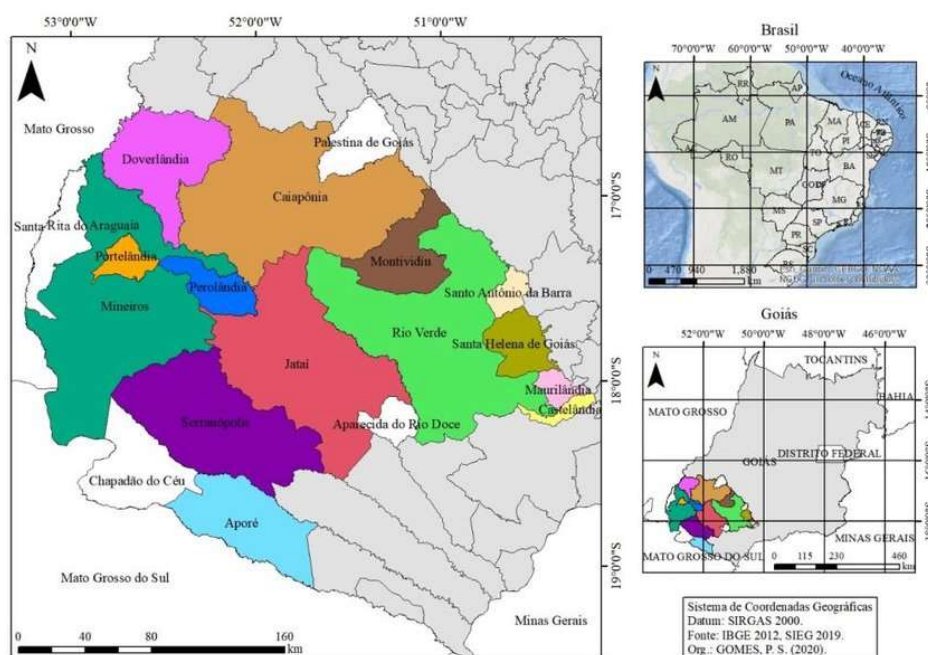 53°0'0"W
52°0'0"W
51°0'0"W
N
Mato Grosso
Doverlândia
Palestina de Goiás
Caiapônia
17°0'0"S
Santa Rita do Araguaia
Portelândia
Montividiu
Perolândia
Santo Antônio da Barra
Mineiros
Rio Verde
Santa Helena de Goiás
Jataí
18°0'0"S
Maurilândia
Castelândia
Serranópolis
Aparecida do Rio Doce
Chapadão do Céu
Aporé
19°0'0"S
Mato Grosso do Sul
Minas Gerais
0 20 40 80 120 160
km
Brasil
70°0'0"W 60°0'0"W 50°0'0"W 40°0'0"W
N
Oceano Atlântico
RR
AP
AM
PA
MA
CE
RN
PI
AC
RO
TO
BA
MT
GO
DF
MG
MS
SP
RJ
PR
SC
RS
0 470 940 1,880
km
Goiás
52°0'0"W 50°0'0"W 48°0'0"W 46°0'0"W
N
TOCANTINS
BAHIA
MATO GROSSO
DISTRITO FEDERAL
GOIÁS
MINAS GERAIS
MATO GROSSO DO SUL
0 115 230 460
km
Sistema de Coordenadas Geográficas
Datum: SIRGAS 2000.
Fonte: IBGE 2012, SIEG 2019.
Org.: GOMES, P. S. (2020).